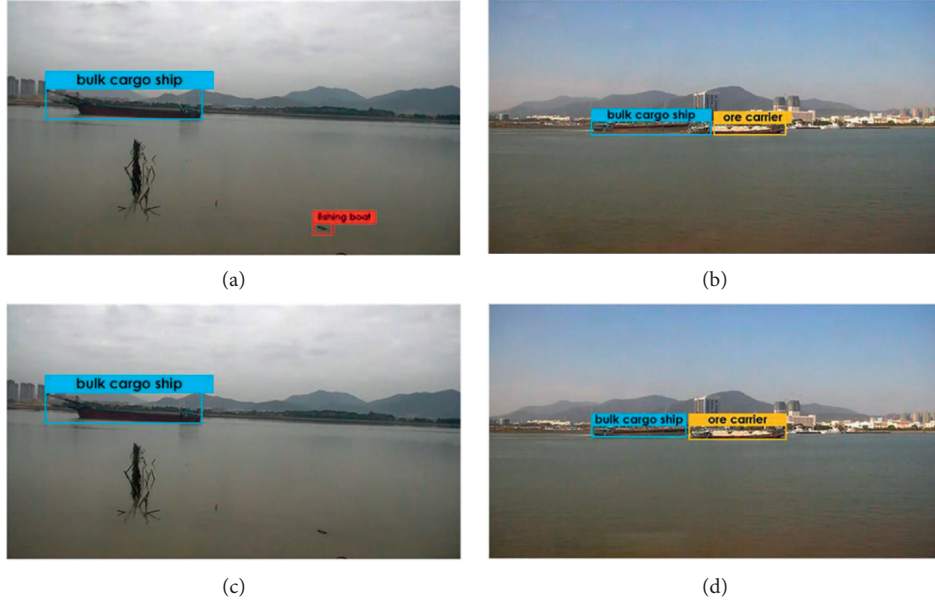 bulk cargo ship
fishing boat
(a)
bulk cargo ship
ore carrier
(b)
bulk cargo ship
(c)
bulk cargo ship
ore carrier
(d)